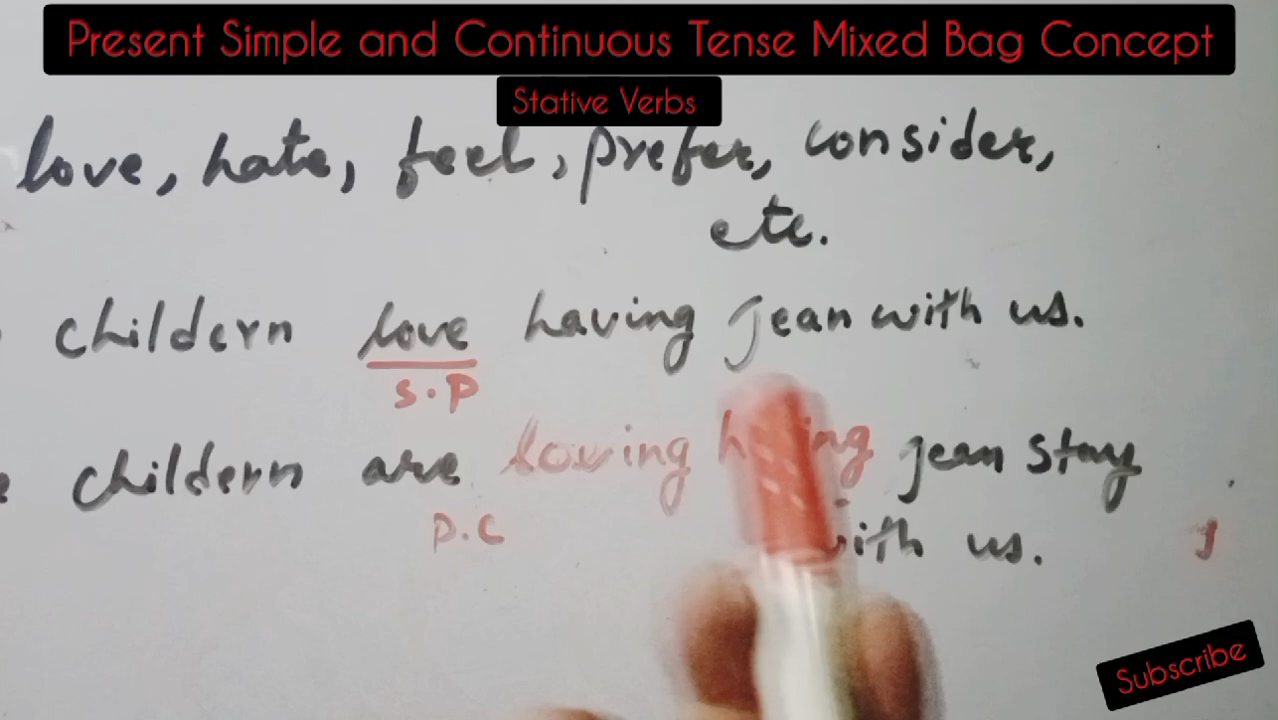 Present Simple and Continuous Tense Mixed Bag Concept
Stative Verbs
love, hate, feel, prefer, consider,
etc.
childern love having jean with us.
s.p
childern are loving jean stay
p.c with us.
Subscribe